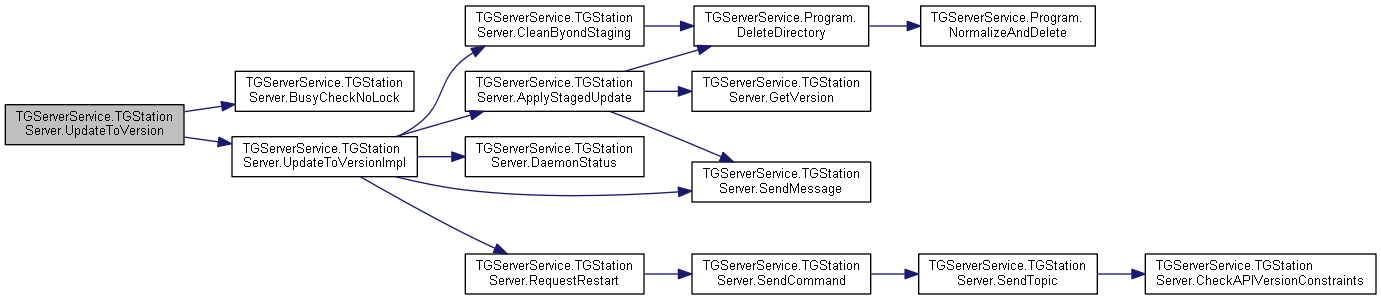 TGServerService.TGStation
Server.UpdateToVersion
TGServerService.TGStation
Server.BusyCheckNoLock
TGServerService.TGStation
Server.UpdateToVersionImpl
TGServerService.TGStation
Server.CleanByondStaging
TGServerService.TGStation
Server.ApplyStagedUpdate
TGServerService.TGStation
Server.DaemonStatus
TGServerService.TGStation
Server.RequestRestart
TGServerService.Program.
DeleteDirectory
TGServerService.TGStation
Server.GetVersion
TGServerService.TGStation
Server.SendMessage
TGServerService.TGStation
Server.SendCommand
TGServerService.Program.
NormalizeAndDelete
TGServerService.TGStation
Server.SendTopic
TGServerService.TGStation
Server.CheckAPIVersionConstraints